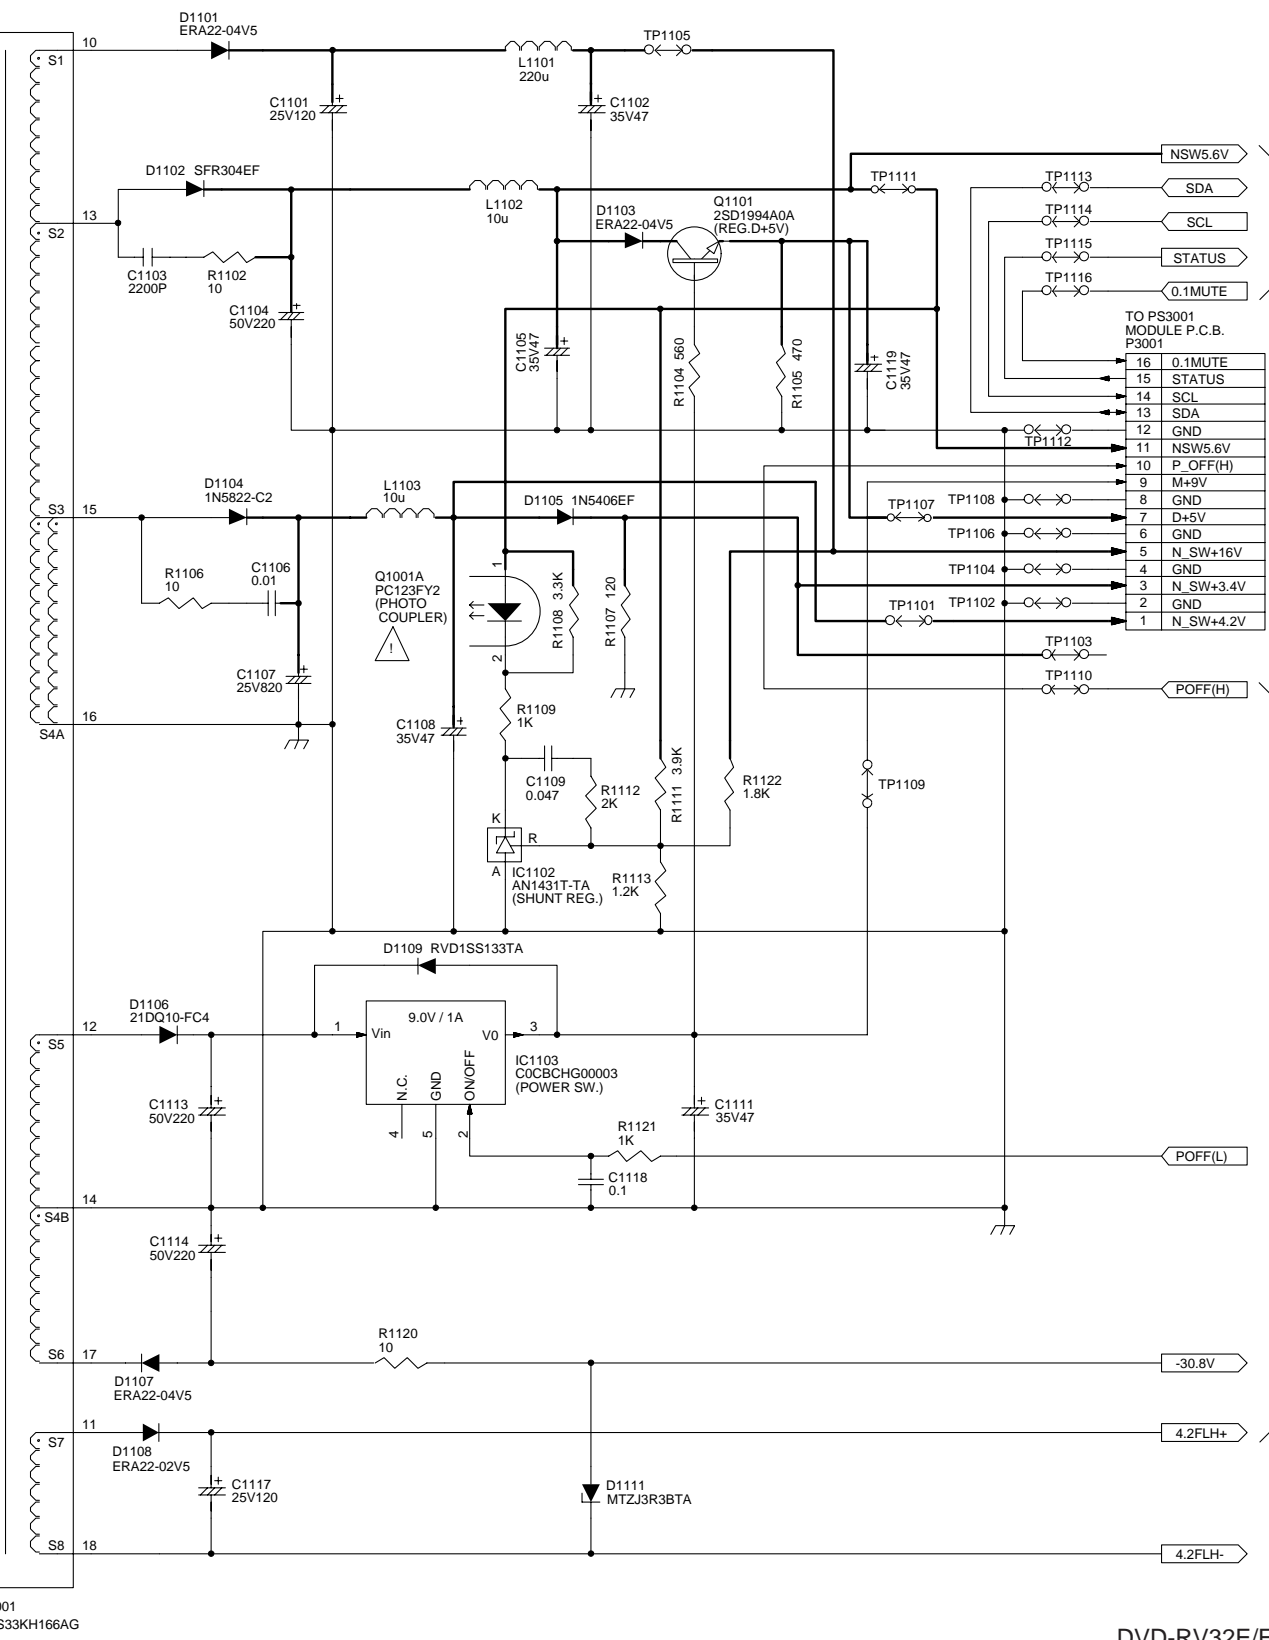 D1101
ERA22-04V5
10
S1
TP1105
L1101
220u
C1101
25V120
C1102
35V47
NSW5.6V
D1102 SFR304EF
TP1111
TP1113
SDA
L1102
10u
D1103
ERA22-04V5
Q1101
2SD1994A0A
(REG.D+5V)
TP1114
SCL
13
S2
TP1115
STATUS
C1103
2200P
R1102
10
TP1116
0.1MUTE
C1104
50V220
TO PS3001
MODULE P.C.B.
P3001
C1105
35V47
R1104 560
R1105 470
C1119
35V47
16 0.1MUTE
15 STATUS
14 SCL
13 SDA
12 GND
11 NSW5.6V
10 P_OFF(H)
9 M+9V
8 GND
7 D+5V
6 GND
5 N_SW+16V
4 GND
3 N_SW+3.4V
2 GND
1 N_SW+4.2V
TP1112
TP1107
TP1108
TP1106
TP1104
TP1101
TP1102
TP1103
TP1110
POFF(H)
S3
15
D1104
1N5822-C2
L1103
10u
D1105 1N5406EF
R1106
10
C1106
0.01
Q1001A
PC123FY2
(PHOTO
COUPLER)
!
1
2
R1108 3.3K
R1107 120
C1107
25V820
16
S4A
C1108
35V47
R1109
1K
C1109
0.047
R1112
2K
R1111 3.9K
R1122
1.8K
TP1109
K
R
A
IC1102
AN1431T-TA
(SHUNT REG.)
R1113
1.2K
D1109 RVD1SS133TA
D1106
21DQ10-FC4
12
S5
1
Vin
9.0V / 1A
V0
3
N.C.
GND
ON/OFF
4
5
2
IC1103
C0CBCHG00003
(POWER SW.)
C1113
50V220
C1111
35V47
R1121
1K
C1118
0.1
POFF(L)
14
S4B
C1114
50V220
R1120
10
S6
17
-30.8V
D1107
ERA22-04V5
11
S7
4.2FLH+
D1108
ERA22-02V5
C1117
25V120
D1111
MTZJ3R3BTA
S8
18
4.2FLH-
001
S33KH166AG